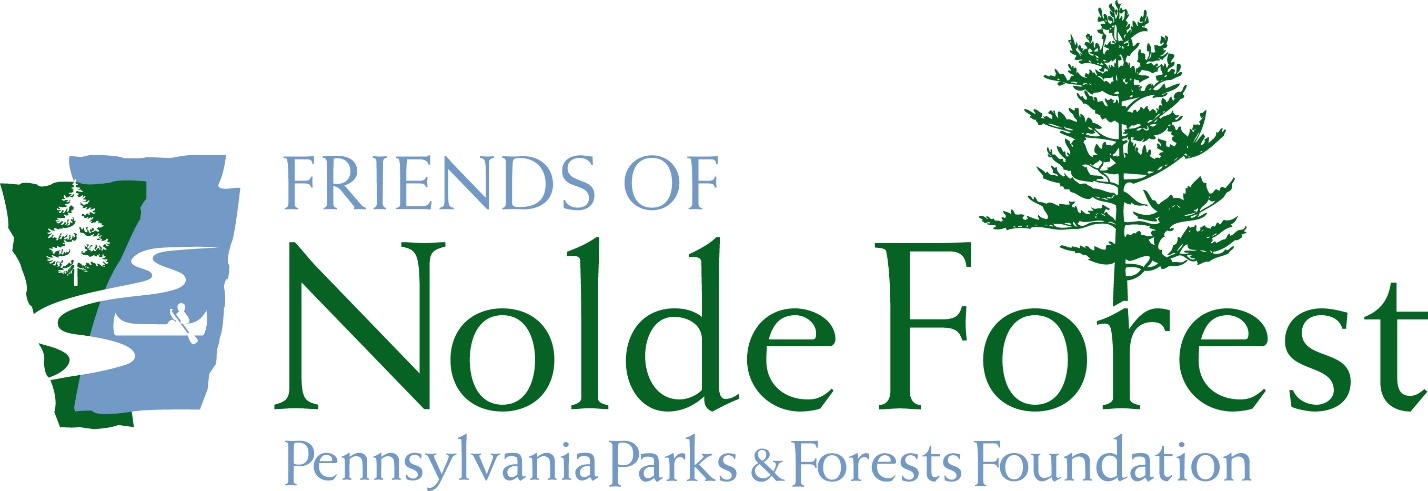 FRIENDS OF
Nolde Forest
Pennsylvania Parks & Forests Foundation